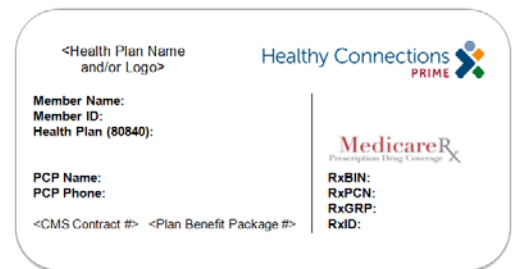 <Health Plan Name
and/or Logo>
Healthy Connections
PRIME
Member Name:
Member ID:
Health Plan (80840):
MedicareRx
Prescription Drug Coverage
PCP Name:
PCP Phone:
<CMS Contract #> <Plan Benefit Package #>
RxBIN:
RxPCN:
RxGRP:
RxID: